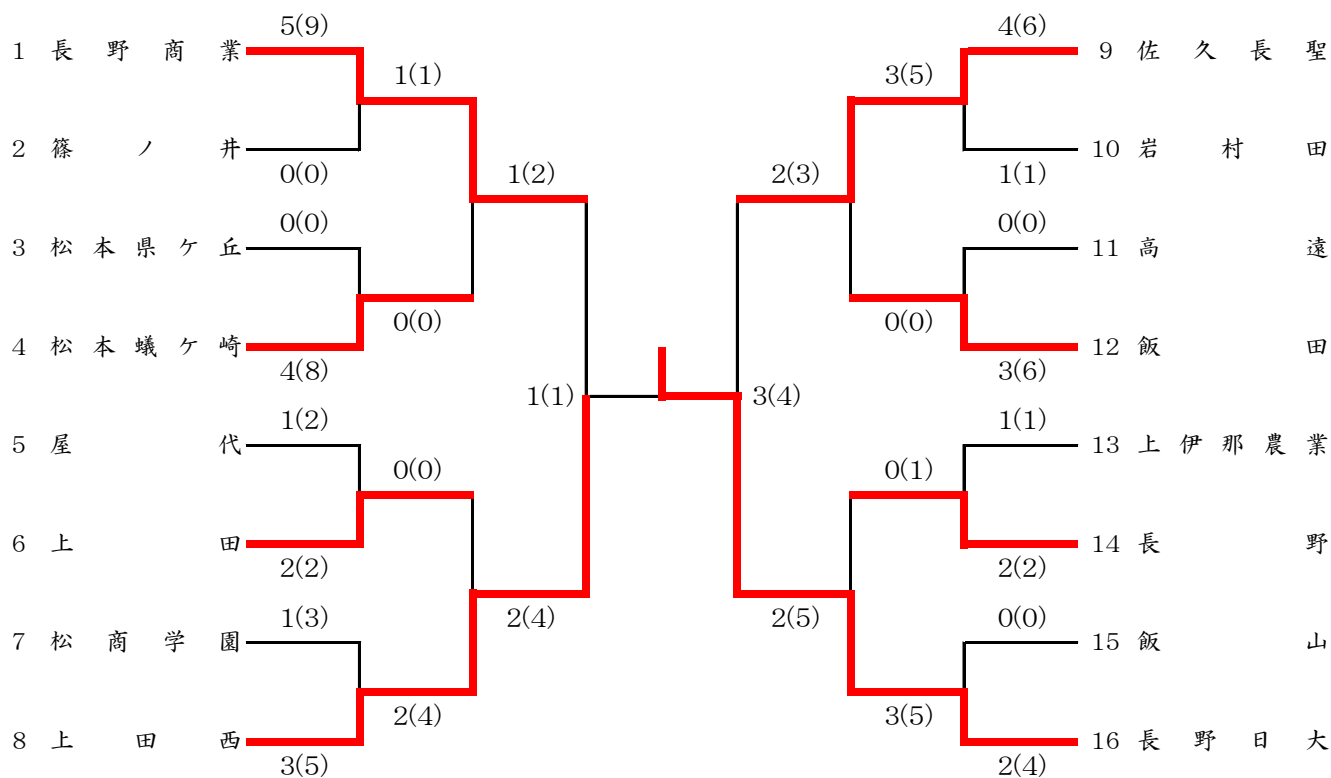 5(9)
4(6)
1 長野商業
9 佐久長聖
1(1)
3(5)
2 篠ノ井
10 岩村田
0(0)
1(1)
1(2)
2(3)
0(0)
0(0)
3 松本県ケ丘
11 高遠
0(0)
0(0)
4 松本蟻ケ崎
12 飯田
4(8)
3(6)
1(1)
3(4)
1(2)
1(1)
5 屋代
13 上伊那農業
0(0)
0(1)
6 上田
14 長野
2(2)
2(2)
1(3)
2(4)
2(5)
0(0)
7 松商学園
15 飯山
2(4)
3(5)
8 上田西
16 長野日大
3(5)
2(4)